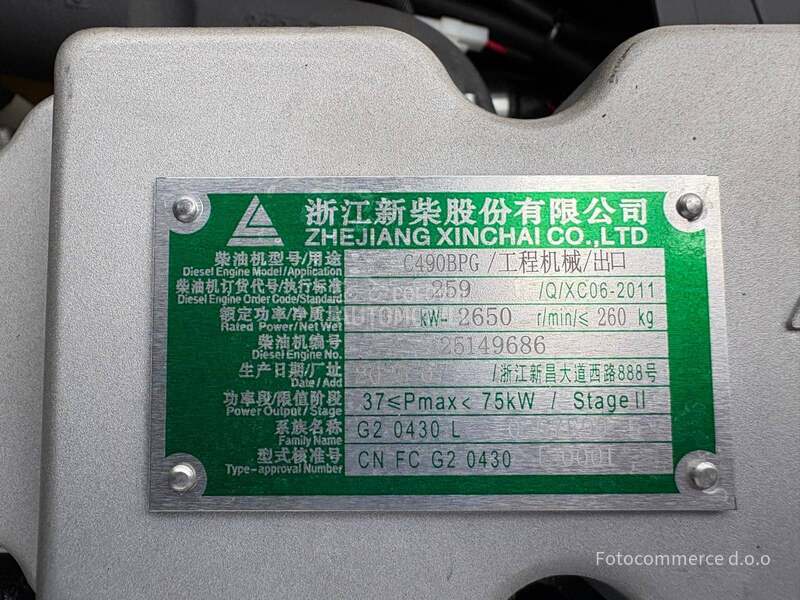 浙江新柴股份有限公司
ZHEJIANG XINCHAI CO.,LTD
柴油机型号/用途 C490BPG/工程机械/出口
Diesel Engine Model/Application
柴油机订货代号/执行标准 259 /Q/XC06-2011
Diesel Engine Order Code/Standard
额定功率/净质量 kW- 2650 r/min/≤ 260 kg
Rated Power/Net Wet
柴油机编号 25149686
Diesel Engine No.
生产日期/厂址 /浙江新昌大道西路888号
Date/Add
功率段/限值阶段 37≤Pmax< 75kW / Stage II
Power Output/Stage
系族名称 G2 0430 L
Family Name
型式核准号 CN FC G2 0430 0001
Type-approval Number
Fotocommerce d.o.o